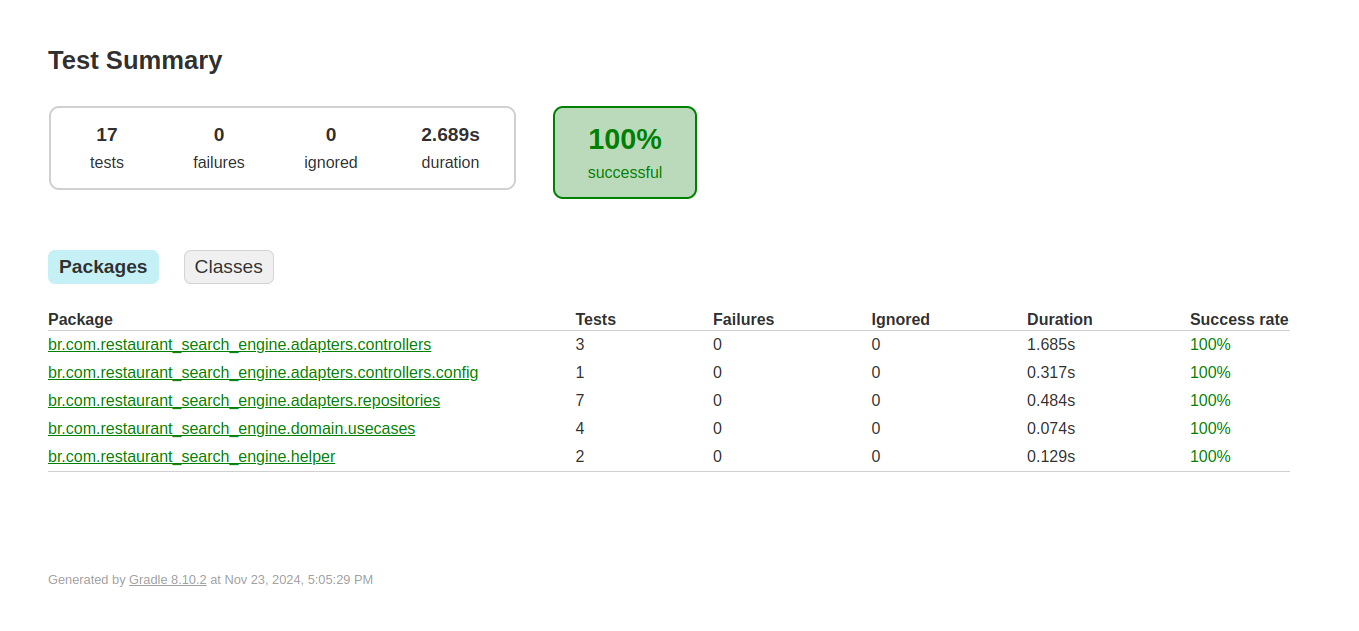 Test Summary
17 0 0 2.689s
tests failures ignored duration
100%
successful
Packages Classes
Package Tests Failures Ignored Duration Success rate
br.com.restaurant_search_engine.adapters.controllers 3 0 0 1.685s 100%
br.com.restaurant_search_engine.adapters.controllers.config 1 0 0 0.317s 100%
br.com.restaurant_search_engine.adapters.repositories 7 0 0 0.484s 100%
br.com.restaurant_search_engine.domain.usecases 4 0 0 0.074s 100%
br.com.restaurant_search_engine.helper 2 0 0 0.129s 100%
Generated by Gradle 8.10.2 at Nov 23, 2024, 5:05:29 PM